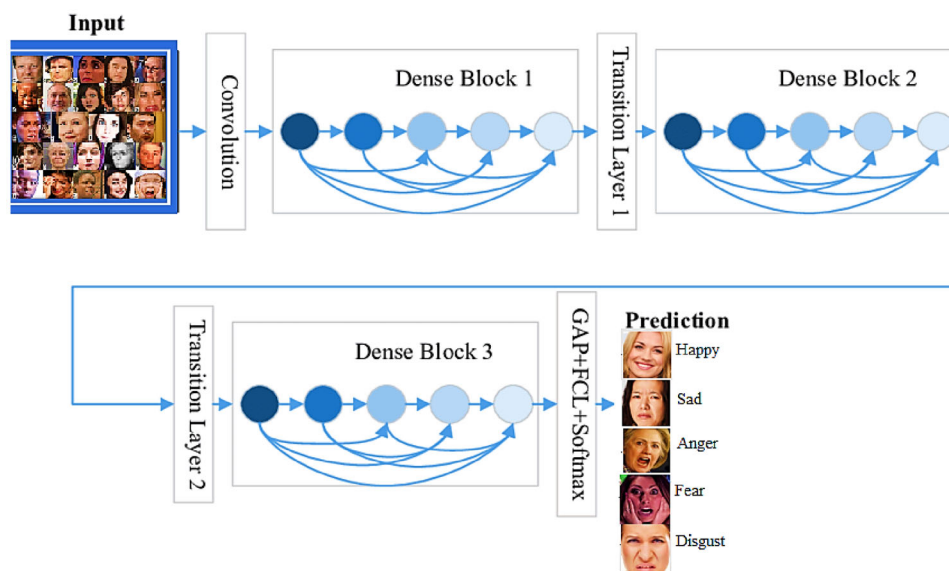 Input
Convolution
Dense Block 1
Transition Layer 1
Dense Block 2
Transition Layer 2
Dense Block 3
GAP+FCL+Softmax
Prediction
Happy
Sad
Anger
Fear
Disgust